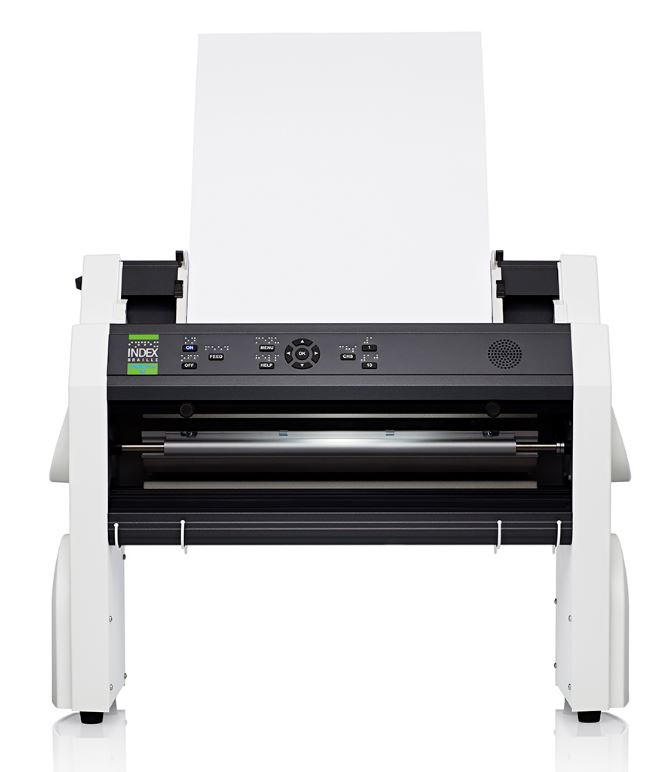 INDEX
BRAILLE
ON
OFF
FEED
MENU
HELP
OK
CHS
1
10